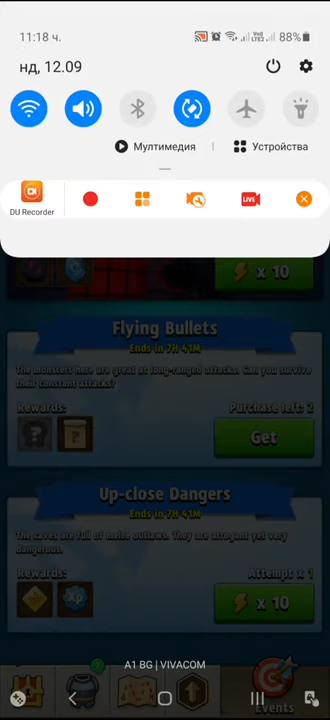 11:18 ч.
88%
нд, 12.09
Мултимедия
Устройства
DU Recorder
LIVE
x 10
Flying Bullets
Ends in 7H 41M
The monsters here are great at long-ranged attacks. Can you survive
their constant attacks?
Rewards:
Purchase left: 2
Get
Up-close Dangers
Ends in 7H 41M
The caves are full of melee outlaws. They are arrogant yet very
dangerous.
Rewards:
Attempt x 1
Xp
x 10
A1 BG | VIVACOM
Events